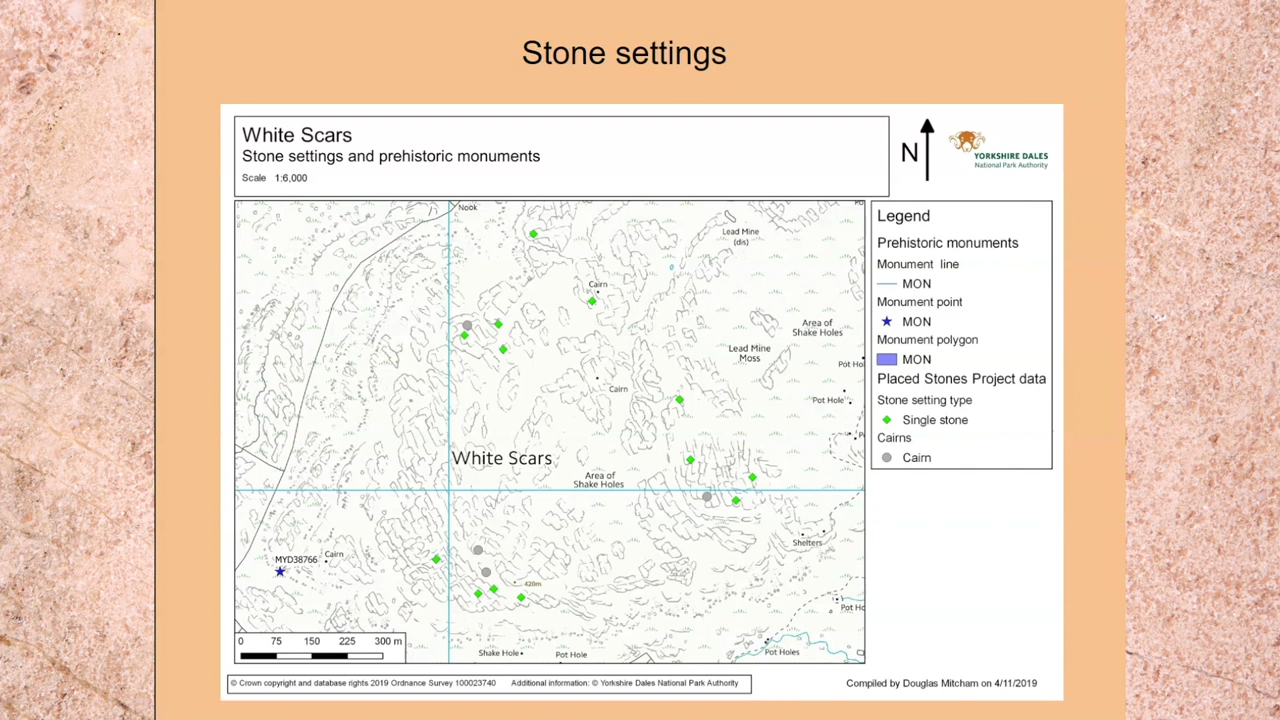 Stone settings
White Scars
Stone settings and prehistoric monuments
Scale 1:6,000
N
YORKSHIRE DALES
National Park Authority
Nook
Lead Mine
(dis)
Cairn
Area of
Shake Holes
Lead Mine
Moss
Pot Ho
Cairn
Pot Hole
White Scars
Area of
Shake Holes
Shelters
MYD38766
Cairn
420m
Pot Ho
Pot Holes
Shake Hole
Pot Hole
0 75 150 225 300 m
Legend
Prehistoric monuments
Monument line
MON
Monument point
MON
Monument polygon
MON
Placed Stones Project data
Stone setting type
Single stone
Cairns
Cairn
© Crown copyright and database rights 2019 Ordnance Survey 100023740 Additional information: © Yorkshire Dales National Park Authority
Compiled by Douglas Mitcham on 4/11/2019